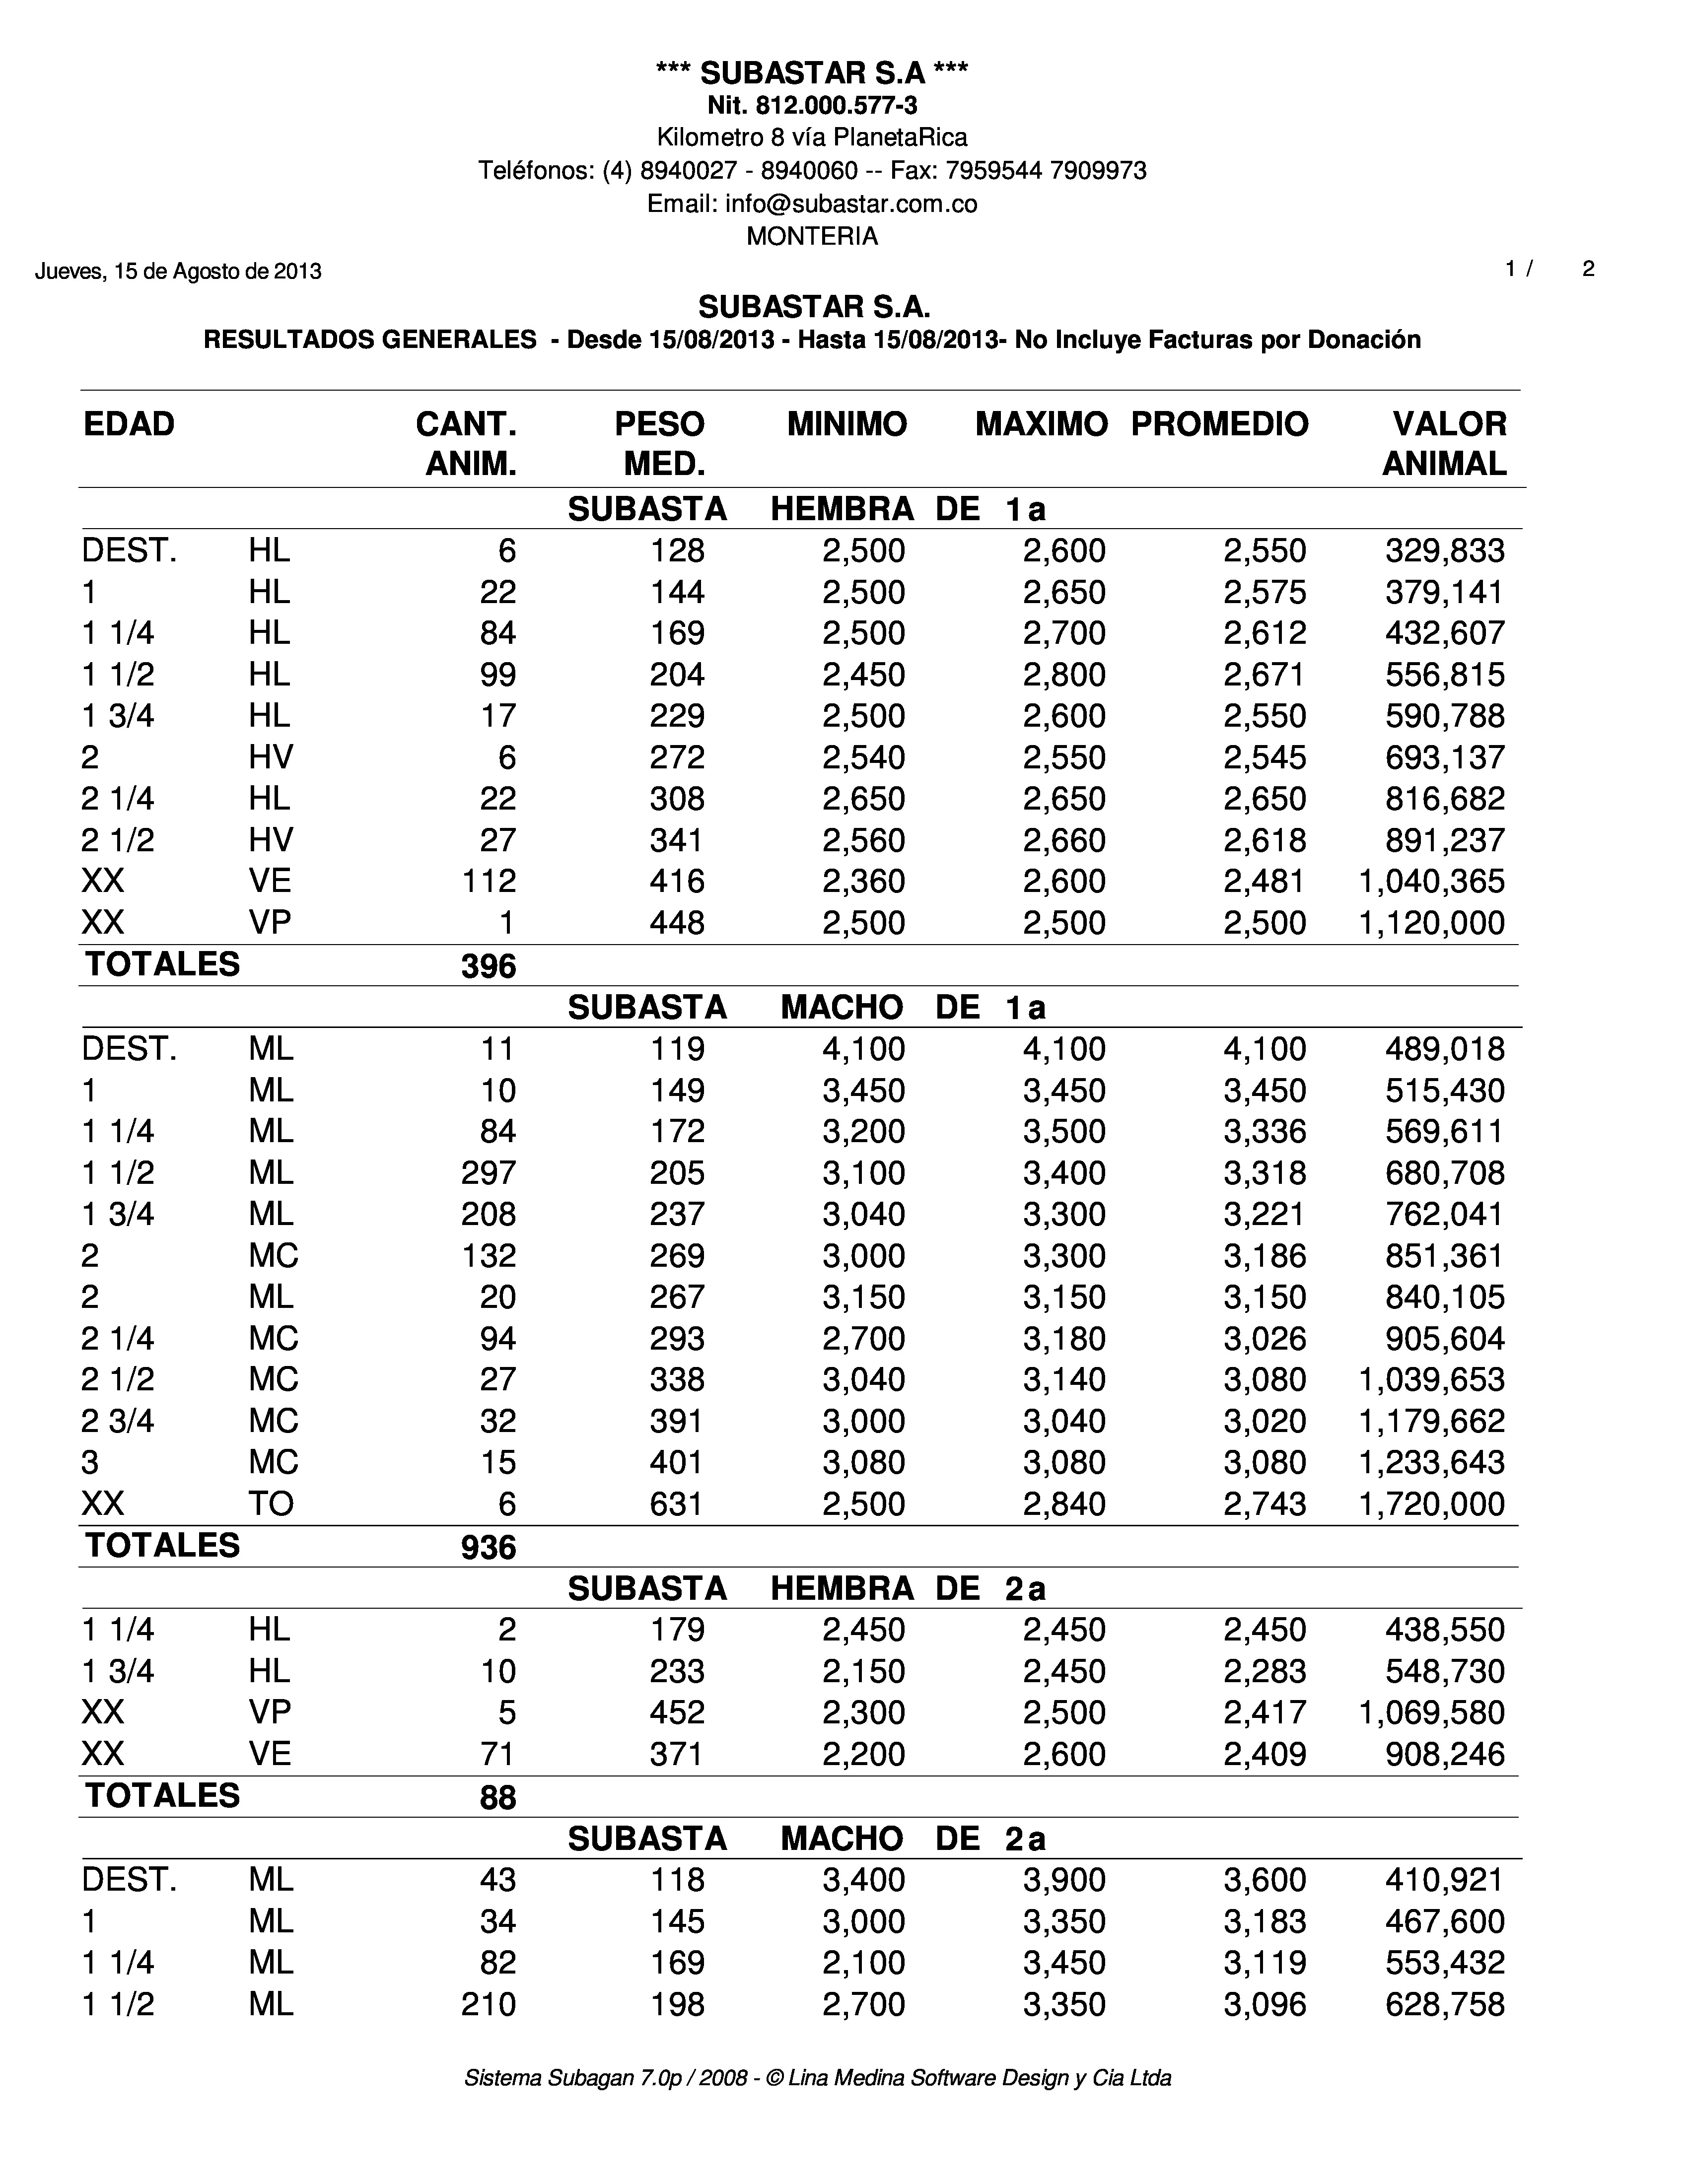 *** SUBASTAR S.A ***
Nit. 812.000.577-3
Kilometro 8 vía PlanetaRica
Teléfonos: (4) 8940027 - 8940060 -- Fax: 7959544 7909973
Email: info@subastar.com.co
MONTERIA
Jueves, 15 de Agosto de 2013 1 / 2
SUBASTAR S.A.
RESULTADOS GENERALES - Desde 15/08/2013 - Hasta 15/08/2013- No Incluye Facturas por Donación
EDAD CANT. PESO MINIMO MAXIMO PROMEDIO VALOR
ANIM. MED. ANIMAL
SUBASTA HEMBRA DE 1a
DEST. HL 6 128 2,500 2,600 2,550 329,833
1 HL 22 144 2,500 2,650 2,575 379,141
1 1/4 HL 84 169 2,500 2,700 2,612 432,607
1 1/2 HL 99 204 2,450 2,800 2,671 556,815
1 3/4 HL 17 229 2,500 2,600 2,550 590,788
2 HV 6 272 2,540 2,550 2,545 693,137
2 1/4 HL 22 308 2,650 2,650 2,650 816,682
2 1/2 HV 27 341 2,560 2,660 2,618 891,237
XX VE 112 416 2,360 2,600 2,481 1,040,365
XX VP 1 448 2,500 2,500 2,500 1,120,000
TOTALES 396
SUBASTA MACHO DE 1a
DEST. ML 11 119 4,100 4,100 4,100 489,018
1 ML 10 149 3,450 3,450 3,450 515,430
1 1/4 ML 84 172 3,200 3,500 3,336 569,611
1 1/2 ML 297 205 3,100 3,400 3,318 680,708
1 3/4 ML 208 237 3,040 3,300 3,221 762,041
2 MC 132 269 3,000 3,300 3,186 851,361
2 ML 20 267 3,150 3,150 3,150 840,105
2 1/4 MC 94 293 2,700 3,180 3,026 905,604
2 1/2 MC 27 338 3,040 3,140 3,080 1,039,653
2 3/4 MC 32 391 3,000 3,040 3,020 1,179,662
3 MC 15 401 3,080 3,080 3,080 1,233,643
XX TO 6 631 2,500 2,840 2,743 1,720,000
TOTALES 936
SUBASTA HEMBRA DE 2a
1 1/4 HL 2 179 2,450 2,450 2,450 438,550
1 3/4 HL 10 233 2,150 2,450 2,283 548,730
XX VP 5 452 2,300 2,500 2,417 1,069,580
XX VE 71 371 2,200 2,600 2,409 908,246
TOTALES 88
SUBASTA MACHO DE 2a
DEST. ML 43 118 3,400 3,900 3,600 410,921
1 ML 34 145 3,000 3,350 3,183 467,600
1 1/4 ML 82 169 2,100 3,450 3,119 553,432
1 1/2 ML 210 198 2,700 3,350 3,096 628,758
Sistema Subagan 7.0p / 2008 - © Lina Medina Software Design y Cia Ltda